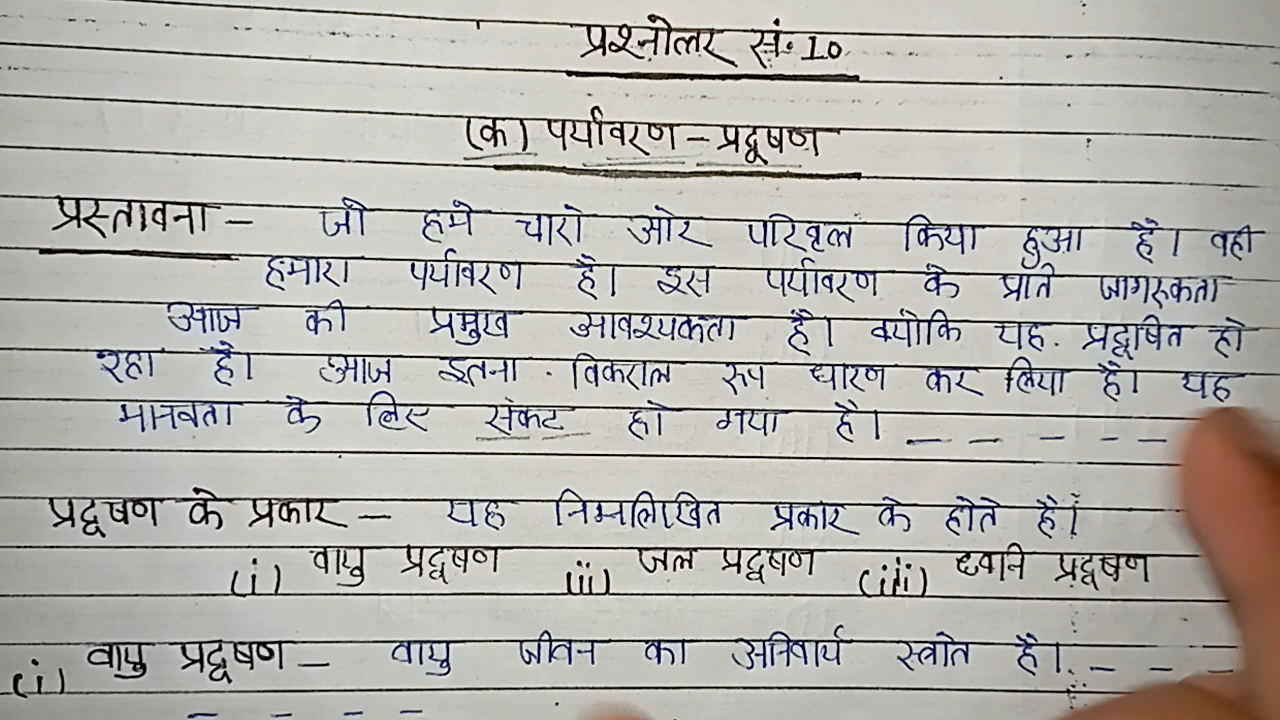 प्रश्नोत्तर सं० 10
(क) पर्यावरण - प्रदूषण
प्रस्तावना - जो हमे चारो ओर परिवृत्त किया हुआ है। वही
हमारा पर्यावरण है। इस पर्यावरण के प्रति जागरुकता
आज की प्रमुख आवश्यकता है। क्योकि यह प्रदूषित हो
रहा है। आज इतना विकराल रूप धारण कर लिया है। यह
मानवता के लिए संकट हो गया है। _ _ _ _ _
प्रदूषण के प्रकार - यह निम्नलिखित प्रकार के होते है।
(i) वायु प्रदूषण (ii) जल प्रदूषण (iii) ध्वनि प्रदूषण
(i) वायु प्रदूषण - वायु जीवन का अनिवार्य स्त्रोत है। _ _ _
_ _ _ _